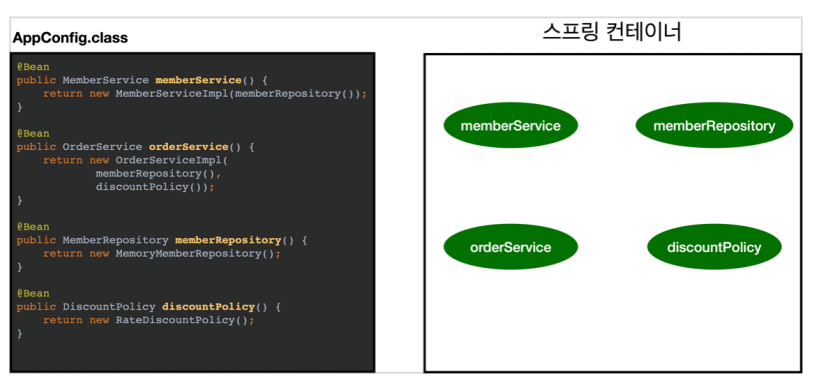 AppConfig.class
@Bean
public MemberService memberService() {
    return new MemberServiceImpl(memberRepository());
}
@Bean
public OrderService orderService() {
    return new OrderServiceImpl(
            memberRepository(),
            discountPolicy());
}
@Bean
public MemberRepository memberRepository() {
    return new MemoryMemberRepository();
}
@Bean
public DiscountPolicy discountPolicy() {
    return new RateDiscountPolicy();
}
스프링 컨테이너
memberService
memberRepository
orderService
discountPolicy